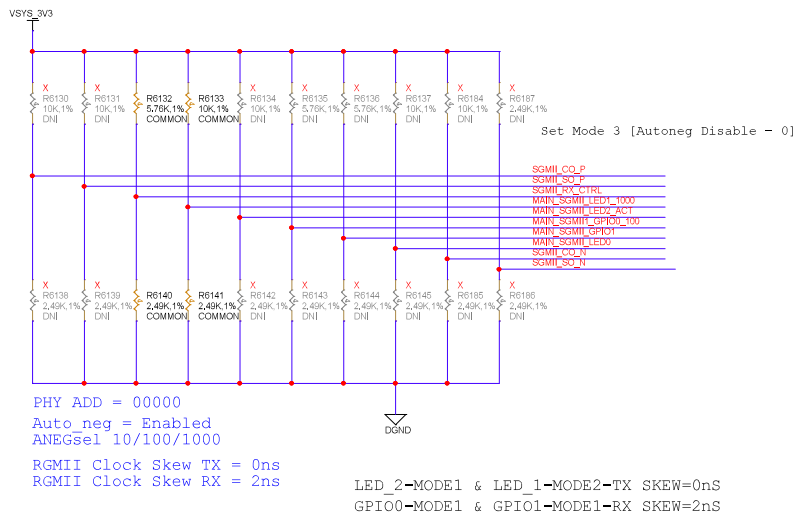 VSYS_3V3
X X X X X X X X
R6130 R6131 R6132 R6133 R6134 R6135 R6136 R6137 R6184 R6187
10K,1% 10K,1% 5.76K,1% 10K,1% 10K,1% 5.76K,1% 5.76K,1% 10K,1% 10K,1% 2.49K,1%
DNI DNI COMMON COMMON DNI DNI DNI DNI DNI DNI
Set Mode 3 [Autoneg Disable - 0]
SGMII_CO_P
SGMII_SO_P
SGMII_RX_CTRL
MAIN_SGMII_LED1_1000
MAIN_SGMII_LED2_ACT
MAIN_SGMII1_GPIO0_100
MAIN_SGMII_GPIO1
MAIN_SGMII_LED0
SGMII_CO_N
SGMII_SO_N
X X X X X X X X
R6138 R6139 R6140 R6141 R6142 R6143 R6144 R6145 R6185 R6186
2,49K,1% 2,49K,1% 2,49K,1% 2,49K,1% 2,49K,1% 2,49K,1% 2,49K,1% 2,49K,1% 2,49K,1% 2,49K,1%
DNI DNI COMMON COMMON DNI DNI DNI DNI DNI DNI
PHY ADD = 00000
Auto_neg = Enabled
ANEGsel 10/100/1000
DGND
RGMII Clock Skew TX = 0ns
RGMII Clock Skew RX = 2ns
LED_2-MODE1 & LED_1-MODE2-TX SKEW=0nS
GPIO0-MODE1 & GPIO1-MODE1-RX SKEW=2nS